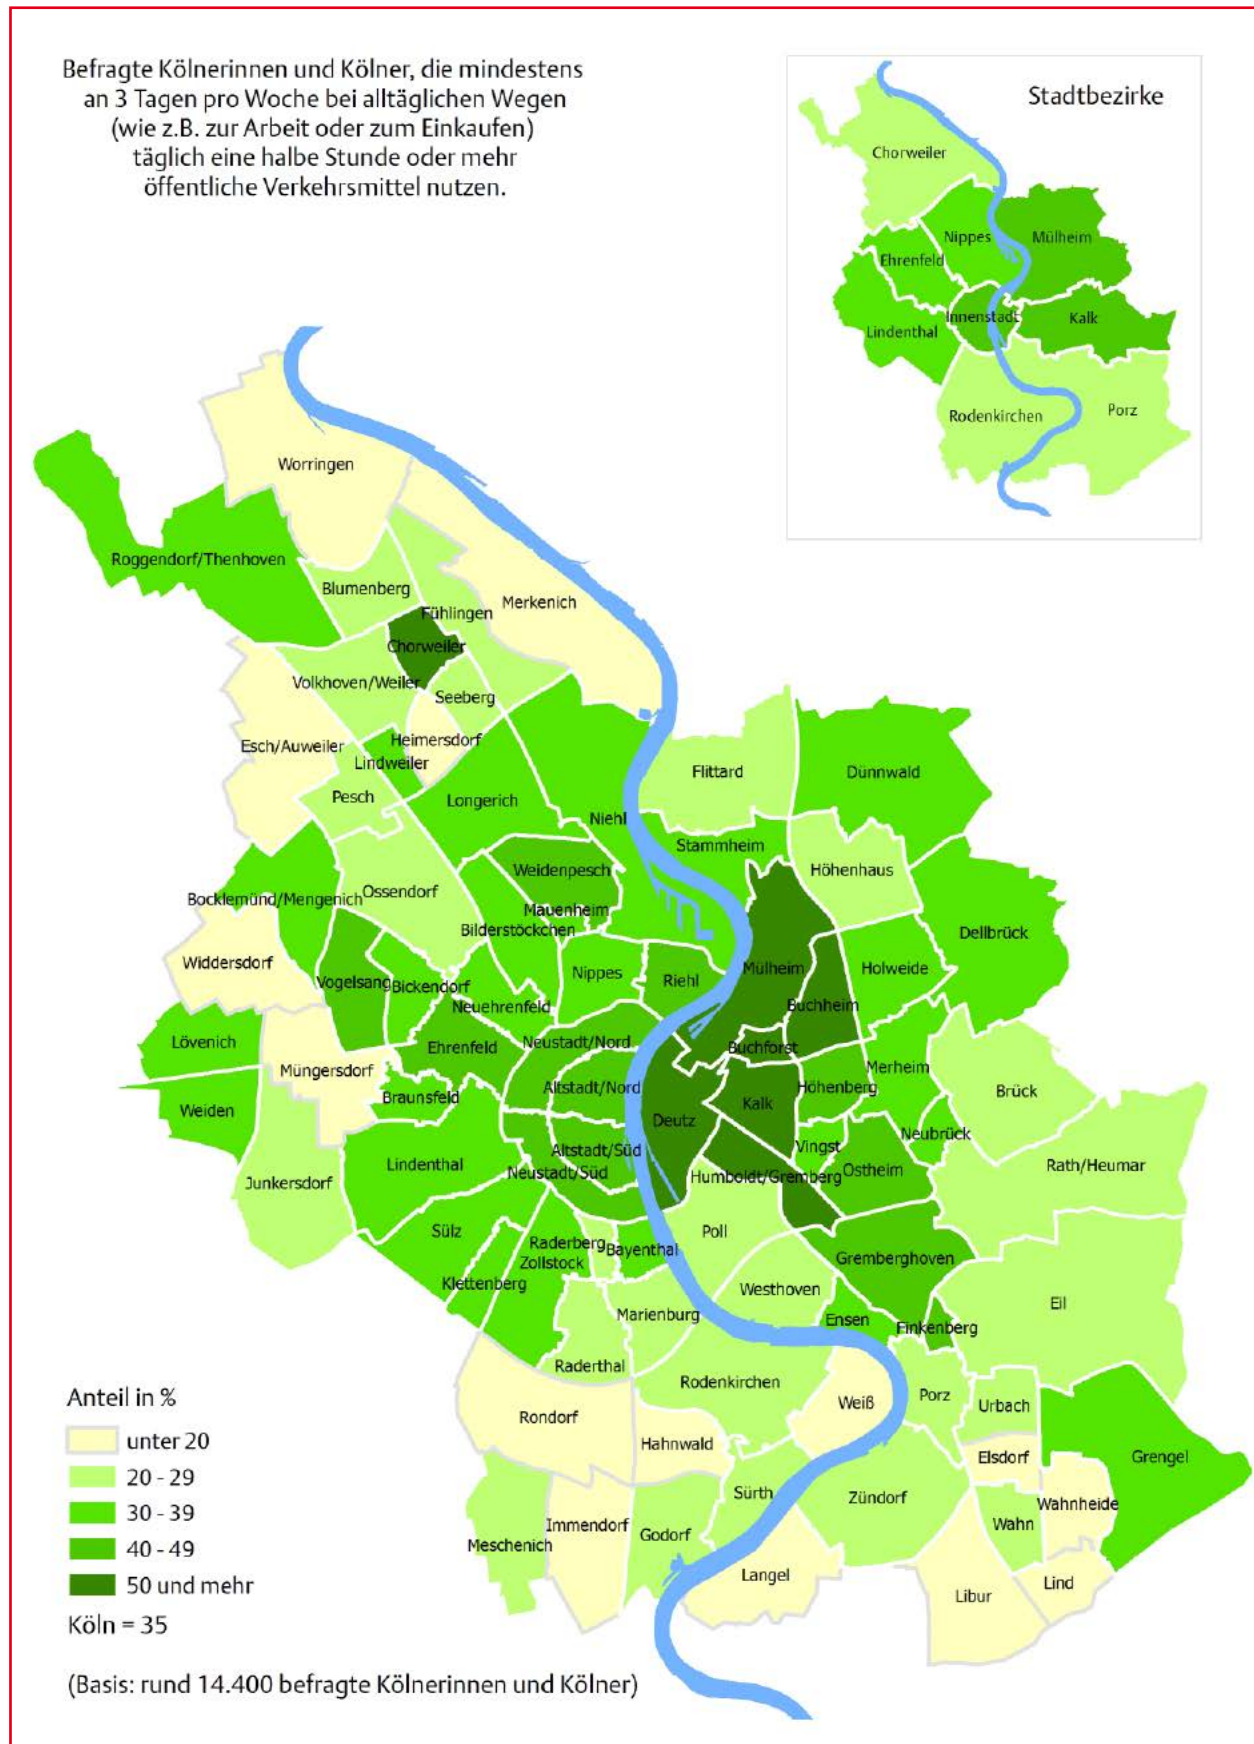 Befragte Kölnerinnen und Kölner, die mindestens
an 3 Tagen pro Woche bei alltäglichen Wegen
(wie z.B. zur Arbeit oder zum Einkaufen)
täglich eine halbe Stunde oder mehr
öffentliche Verkehrsmittel nutzen.
Stadtbezirke
Chorweiler
Nippes
Mülheim
Ehrenfeld
Innenstadt
Kalk
Lindenthal
Rodenkirchen
Porz
Worringen
Roggendorf/Thenhoven
Blumenberg
Merkenich
Fühlingen
Chorweiler
Volkhoven/Weiler
Seeberg
Esch/Auweiler
Heimersdorf
Lindweiler
Pesch
Longerich
Flittard
Dünnwald
Niehl
Stammheim
Weidenpesch
Höhenhaus
Ossendorf
Bocklemünd/Mengenich
Mauenheim
Bilderstöckchen
Dellbrück
Widdersdorf
Vogelsang
Bickendorf
Nippes
Riehl
Mülheim
Holweide
Neuehrenfeld
Buchheim
Lövenich
Ehrenfeld
Neustadt/Nord
Buchforst
Müngersdorf
Merheim
Altstadt/Nord
Höhenberg
Braunsfeld
Brück
Weiden
Kalk
Deutz
Neubrück
Altstadt/Süd
Vingst
Lindenthal
Rath/Heumar
Neustadt/Süd
Humboldt/Gremberg
Ostheim
Junkersdorf
Sülz
Poll
Raderberg
Bayenthal
Zollstock
Gremberghoven
Klettenberg
Westhoven
Eil
Marienburg
Ensen
Finkenberg
Raderthal
Rodenkirchen
Porz
Weiß
Urbach
Rondorf
Hahnwald
Elsdorf
Grengel
Sürth
Zündorf
Wahnheide
Immendorf
Godorf
Wahn
Meschenich
Langel
Lind
Libur
Anteil in %
unter 20
20 - 29
30 - 39
40 - 49
50 und mehr
Köln = 35
(Basis: rund 14.400 befragte Kölnerinnen und Kölner)